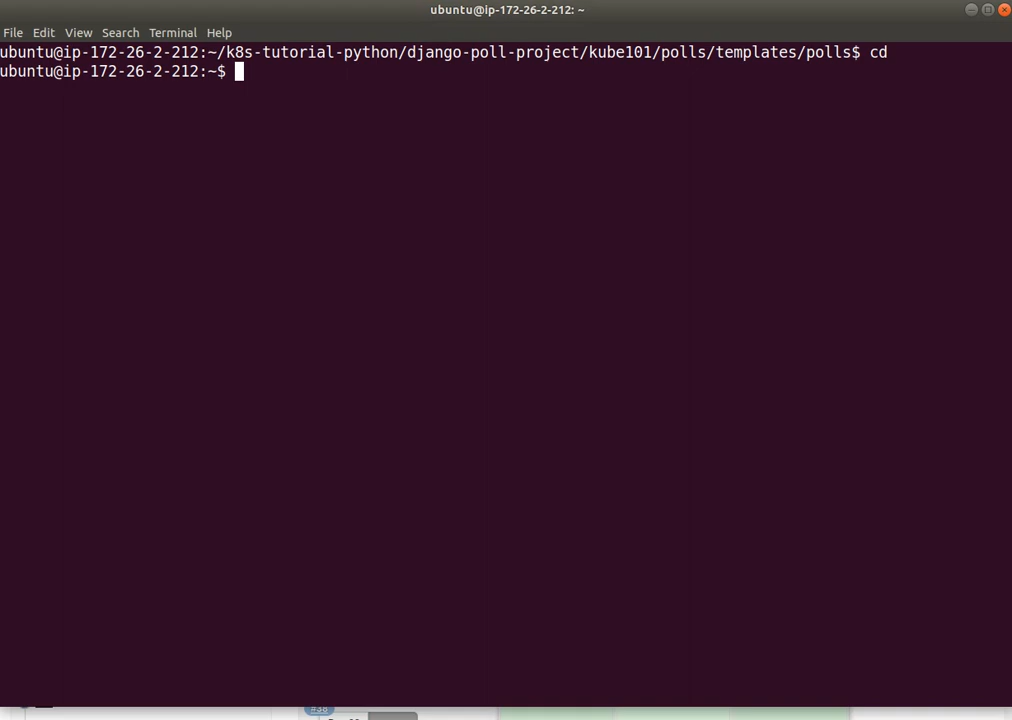 ubuntu@ip-172-26-2-212: ~
File Edit View Search Terminal Help
ubuntu@ip-172-26-2-212:~/k8s-tutorial-python/django-poll-project/kube101/polls/templates/polls$ cd
ubuntu@ip-172-26-2-212:~$